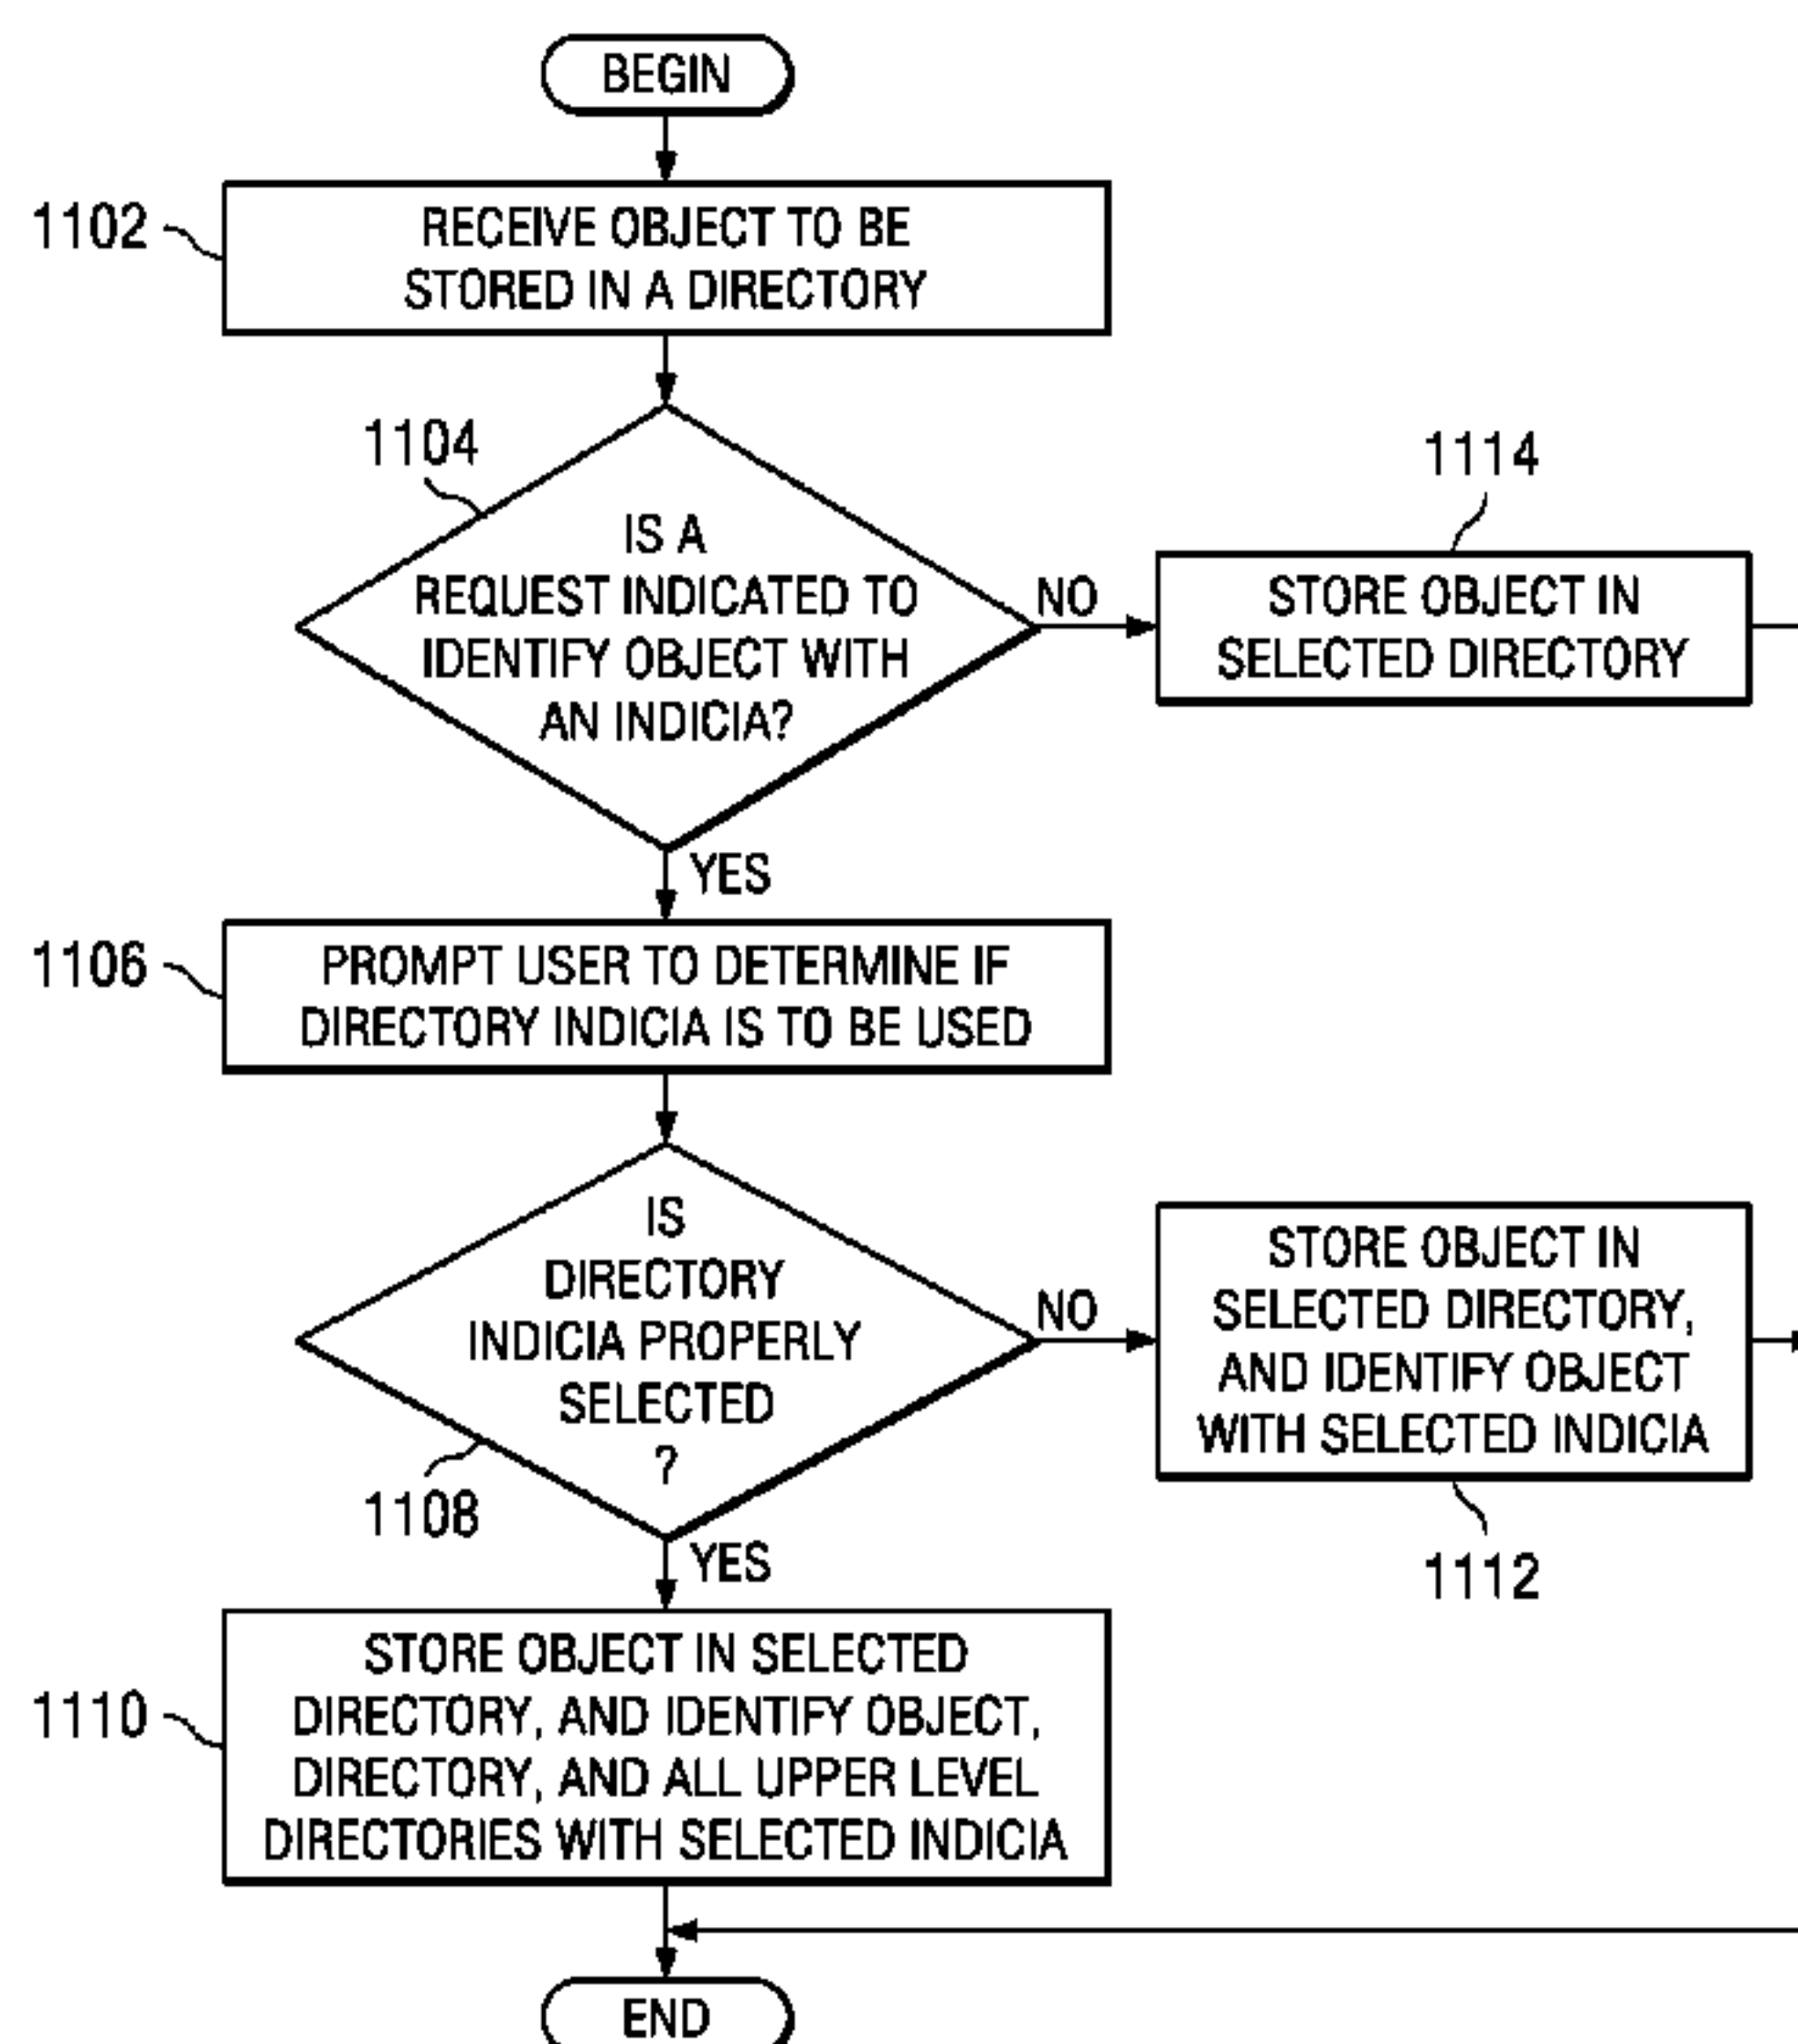 BEGIN
1102
RECEIVE OBJECT TO BE
STORED IN A DIRECTORY
1104
IS A
REQUEST INDICATED TO
IDENTIFY OBJECT WITH
AN INDICIA?
NO
1114
STORE OBJECT IN
SELECTED DIRECTORY
YES
1106
PROMPT USER TO DETERMINE IF
DIRECTORY INDICIA IS TO BE USED
IS
DIRECTORY
INDICIA PROPERLY
SELECTED
?
1108
NO
STORE OBJECT IN
SELECTED DIRECTORY,
AND IDENTIFY OBJECT
WITH SELECTED INDICIA
1112
YES
1110
STORE OBJECT IN SELECTED
DIRECTORY, AND IDENTIFY OBJECT,
DIRECTORY, AND ALL UPPER LEVEL
DIRECTORIES WITH SELECTED INDICIA
END